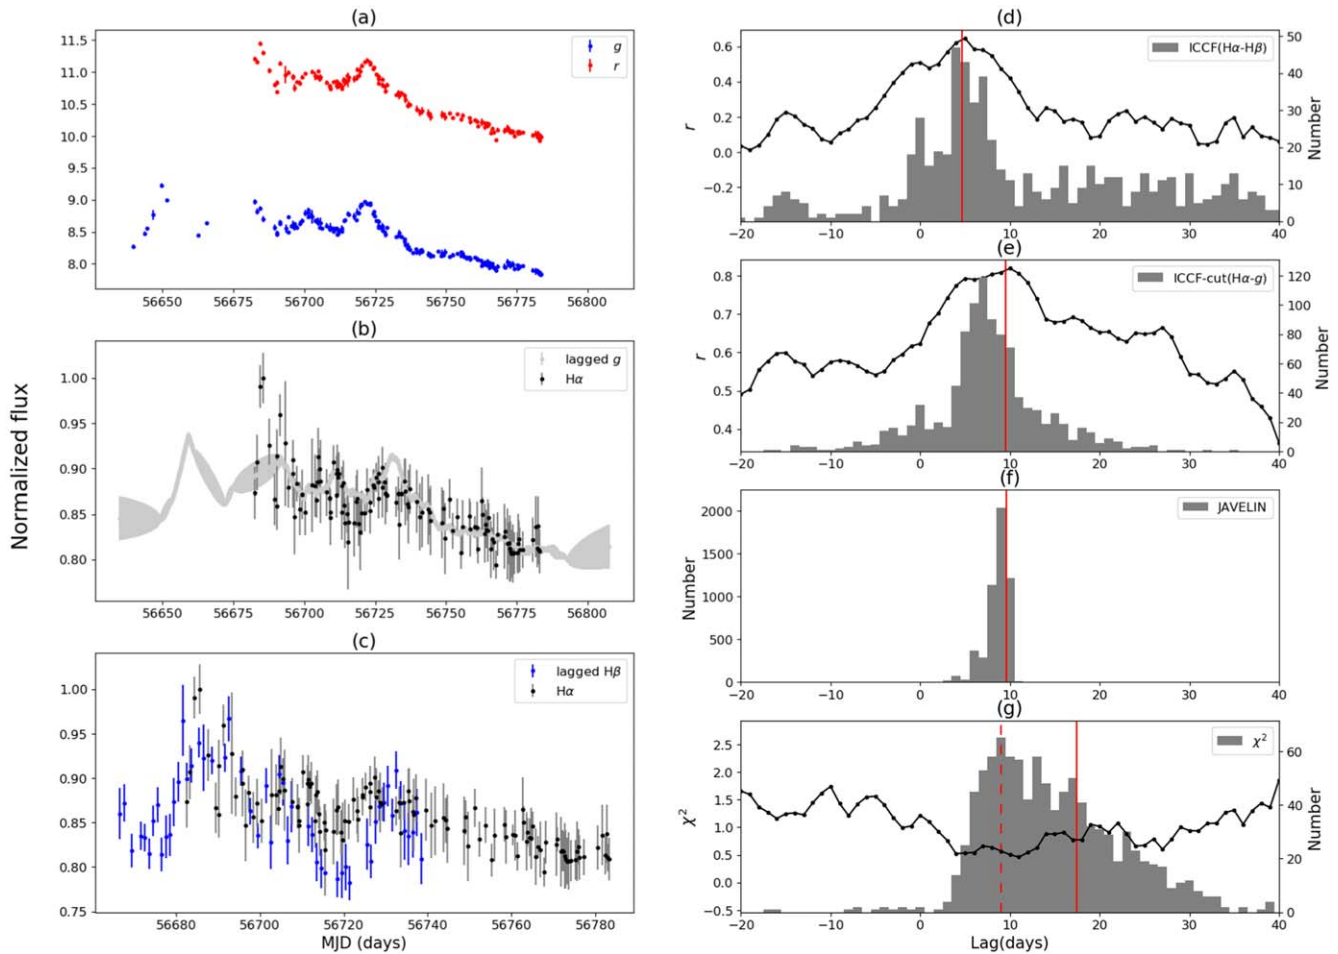 (a)
g
r
11.5
11.0
10.5
10.0
9.5
9.0
8.5
8.0
56650 56675 56700 56725 56750 56775 56800
(b)
lagged g
Hα
1.00
0.95
0.90
0.85
0.80
56650 56675 56700 56725 56750 56775 56800
Normalized flux
(c)
lagged Hβ
Hα
1.00
0.95
0.90
0.85
0.80
0.75
56680 56700 56720 56740 56760 56780
MJD (days)
(d)
ICCF(Hα-Hβ)
0.6
0.4
0.2
0.0
−0.2
r
50
40
30
20
10
0
Number
−20 −10 0 10 20 30 40
(e)
ICCF-cut(Hα-g)
0.8
0.7
0.6
0.5
0.4
r
120
100
80
60
40
20
0
Number
−20 −10 0 10 20 30 40
(f)
JAVELIN
2000
1500
1000
500
0
Number
−20 −10 0 10 20 30 40
(g)
χ²
2.5
2.0
1.5
1.0
0.5
0.0
−0.5
χ²
60
40
20
0
Number
−20 −10 0 10 20 30 40
Lag(days)